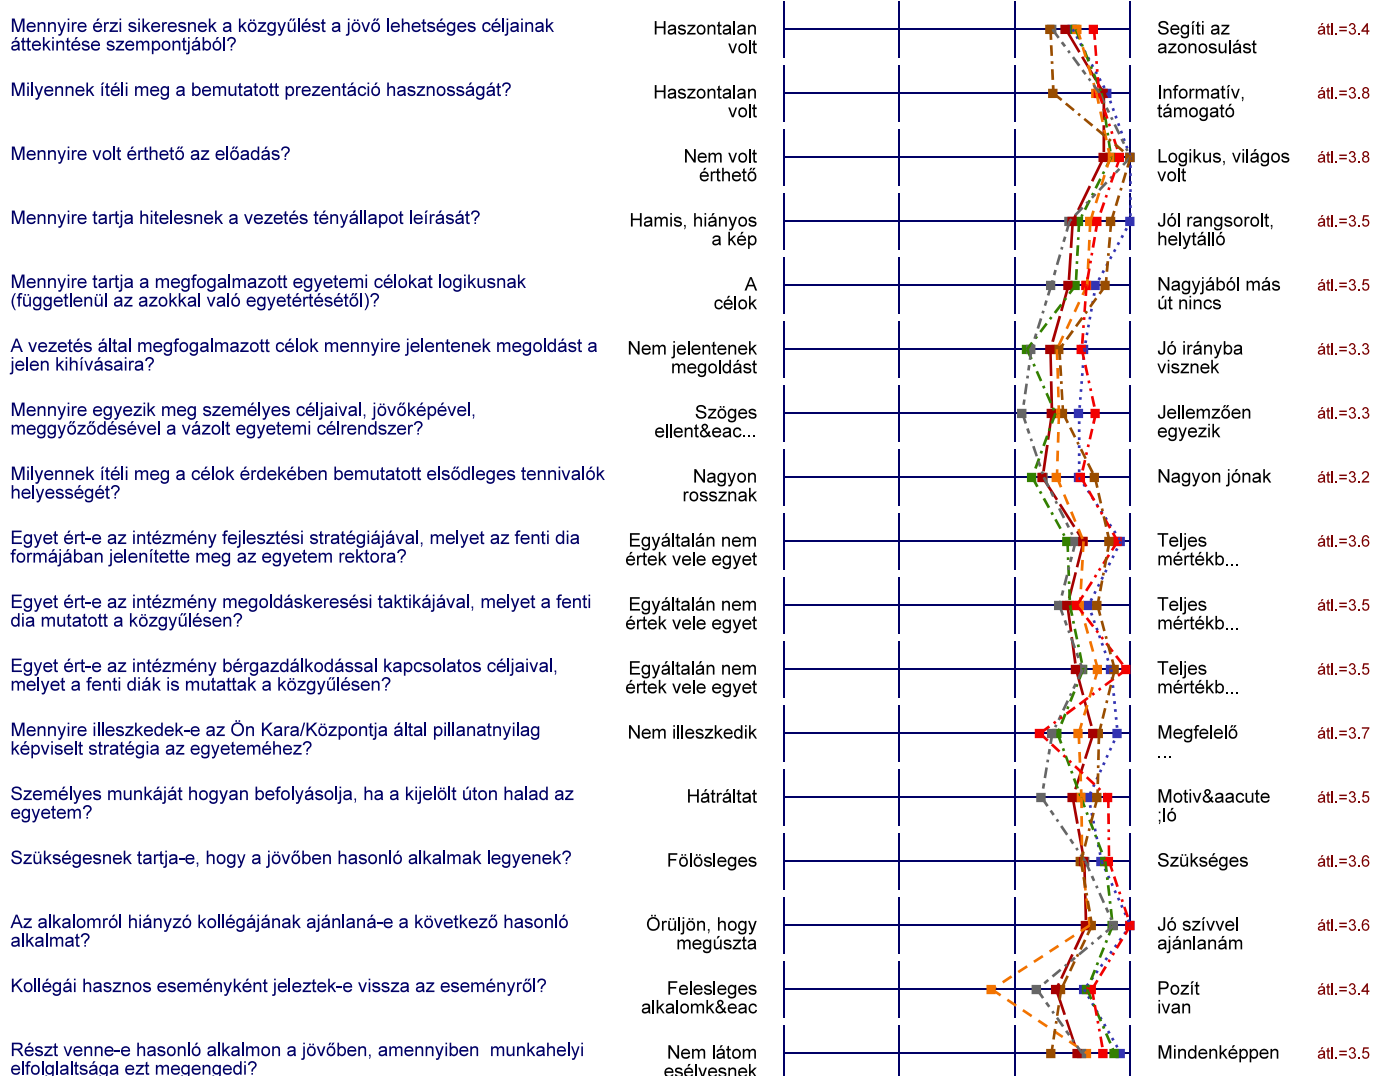 Mennyire érzi sikeresnek a közgyűlést a jövő lehetséges céljainak
áttekintése szempontjából?
Haszontalan
volt
Segíti az
azonosulást
átl.=3.4
Milyennek ítéli meg a bemutatott prezentáció hasznosságát?
Haszontalan
volt
Informatív,
támogató
átl.=3.8
Mennyire volt érthető az előadás?
Nem volt
érthető
Logikus, világos
volt
átl.=3.8
Mennyire tartja hitelesnek a vezetés tényállapot leírását?
Hamis, hiányos
a kép
Jól rangsorolt,
helytálló
átl.=3.5
Mennyire tartja a megfogalmazott egyetemi célokat logikusnak
(függetlenül az azokkal való egyetértésétől)?
A
célok
Nagyjából más
út nincs
átl.=3.5
A vezetés által megfogalmazott célok mennyire jelentenek megoldást a
jelen kihívásaira?
Nem jelentenek
megoldást
Jó irányba
visznek
átl.=3.3
Mennyire egyezik meg személyes céljaival, jövőképével,
meggyőződésével a vázolt egyetemi célrendszer?
Szöges
ellent&eac...
Jellemzően
egyezik
átl.=3.3
Milyennek ítéli meg a célok érdekében bemutatott elsődleges tennivalók
helyességét?
Nagyon
rossznak
Nagyon jónak
átl.=3.2
Egyet ért-e az intézmény fejlesztési stratégiájával, melyet az fenti dia
formájában jelenítette meg az egyetem rektora?
Egyáltalán nem
értek vele egyet
Teljes
mértékb...
átl.=3.6
Egyet ért-e az intézmény megoldáskeresési taktikájával, melyet a fenti
dia mutatott a közgyűlésen?
Egyáltalán nem
értek vele egyet
Teljes
mértékb...
átl.=3.5
Egyet ért-e az intézmény bérgazdálkodással kapcsolatos céljaival,
melyet a fenti diák is mutattak a közgyűlésen?
Egyáltalán nem
értek vele egyet
Teljes
mértékb...
átl.=3.5
Mennyire illeszkedek-e az Ön Kara/Központja által pillanatnyilag
képviselt stratégia az egyeteméhez?
Nem illeszkedik
Megfelelő
...
átl.=3.7
Személyes munkáját hogyan befolyásolja, ha a kijelölt úton halad az
egyetem?
Hátráltat
Motiv&aacute
;ló
átl.=3.5
Szükségesnek tartja-e, hogy a jövőben hasonló alkalmak legyenek?
Fölösleges
Szükséges
átl.=3.6
Az alkalomról hiányzó kollégájának ajánlaná-e a következő hasonló
alkalmat?
Örüljön, hogy
megúszta
Jó szívvel
ajánlanám
átl.=3.6
Kollégái hasznos eseményként jeleztek-e vissza az eseményről?
Felesleges
alkalomk&eac
Pozít
ivan
átl.=3.4
Részt venne-e hasonló alkalmon a jövőben, amennyiben munkahelyi
elfoglaltsága ezt megengedi?
Nem látom
esélyesnek
Mindenképpen
átl.=3.5